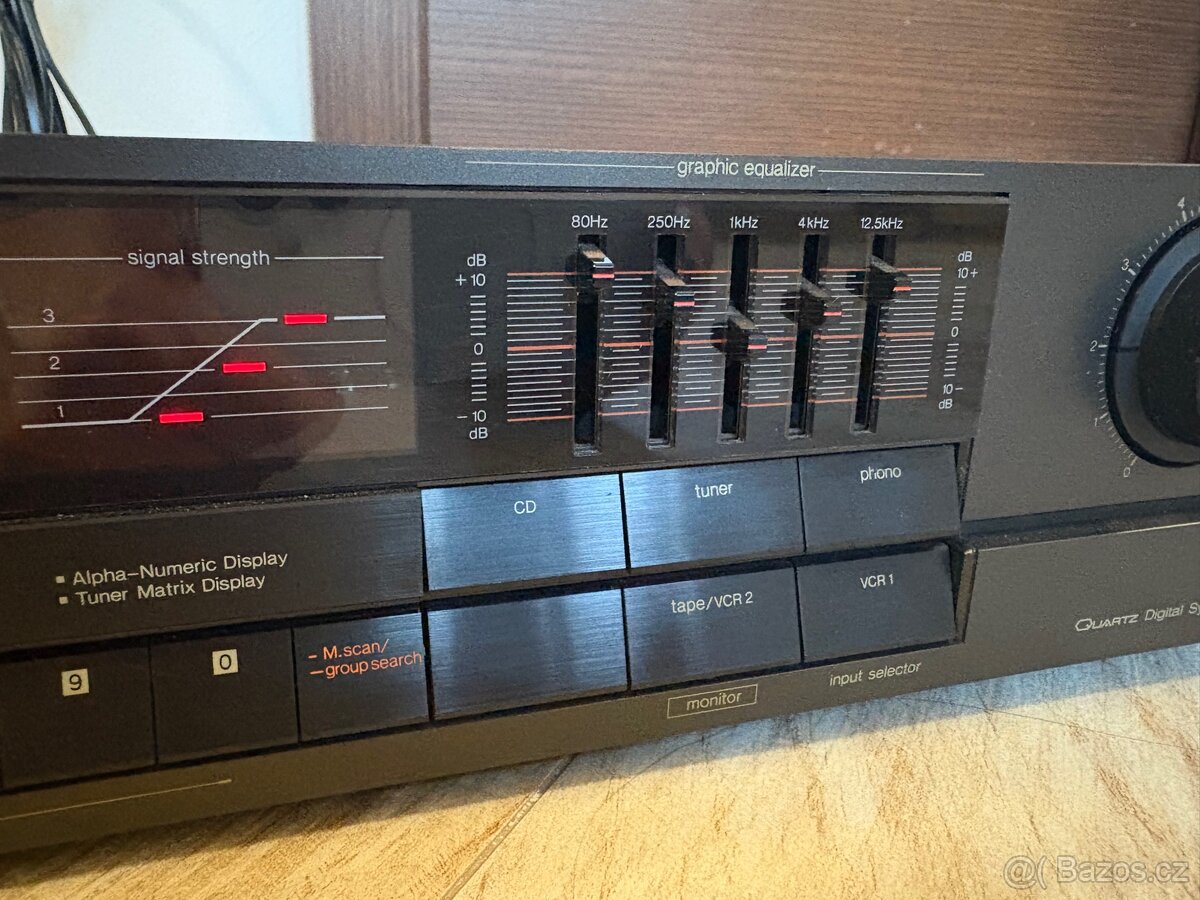 graphic equalizer
signal strength
3
2
1
80Hz 250Hz 1kHz 4kHz 12.5kHz
dB
+10
0
−10
dB
dB
10+
0
10−
dB
4
3
2
1
0
CD
tuner
phono
▪ Alpha–Numeric Display
▪ Tuner Matrix Display
tape/VCR 2
VCR 1
9
0
– M.scan/
–group search
monitor
input selector
QUARTZ Digital
@( Bazos.cz